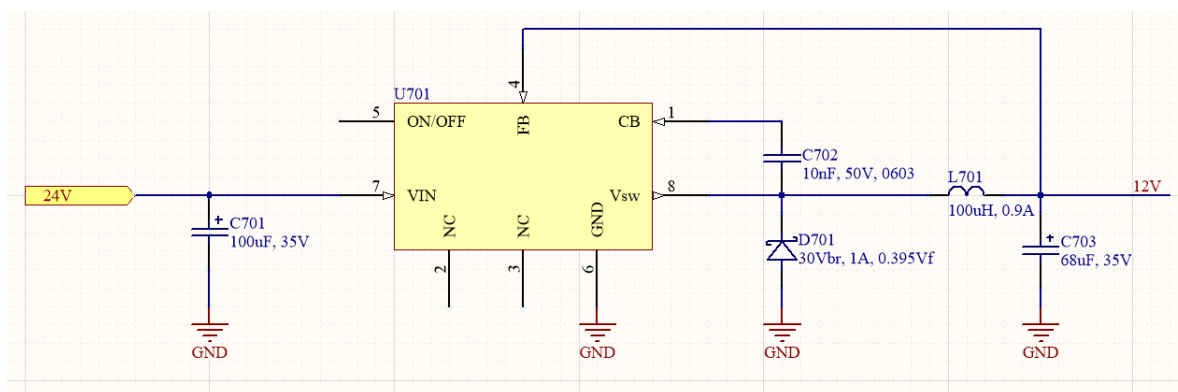 U701
5
ON/OFF
4
FB
1
CB
C702
10nF, 50V, 0603
24V
7
VIN
Vsw
8
L701
100uH, 0.9A
12V
C701
100uF, 35V
NC
NC
GND
2
3
6
D701
30Vbr, 1A, 0.395Vf
C703
68uF, 35V
GND
GND
GND
GND